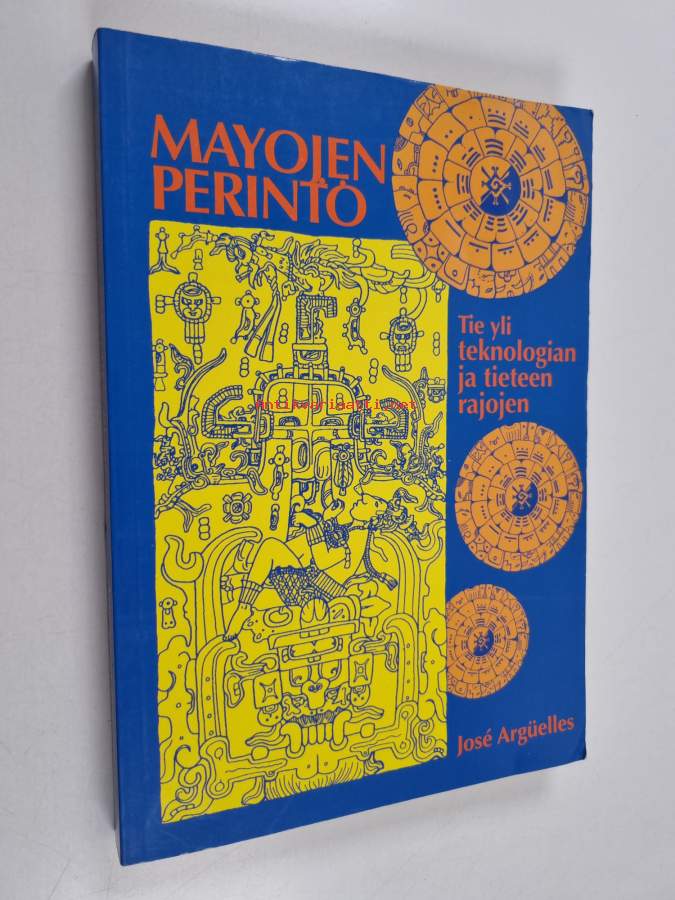 MAYOJEN
PERINTÖ
Tie yli
teknologian
ja tieteen
rajojen
antikvariaatti.net
José Argüelles